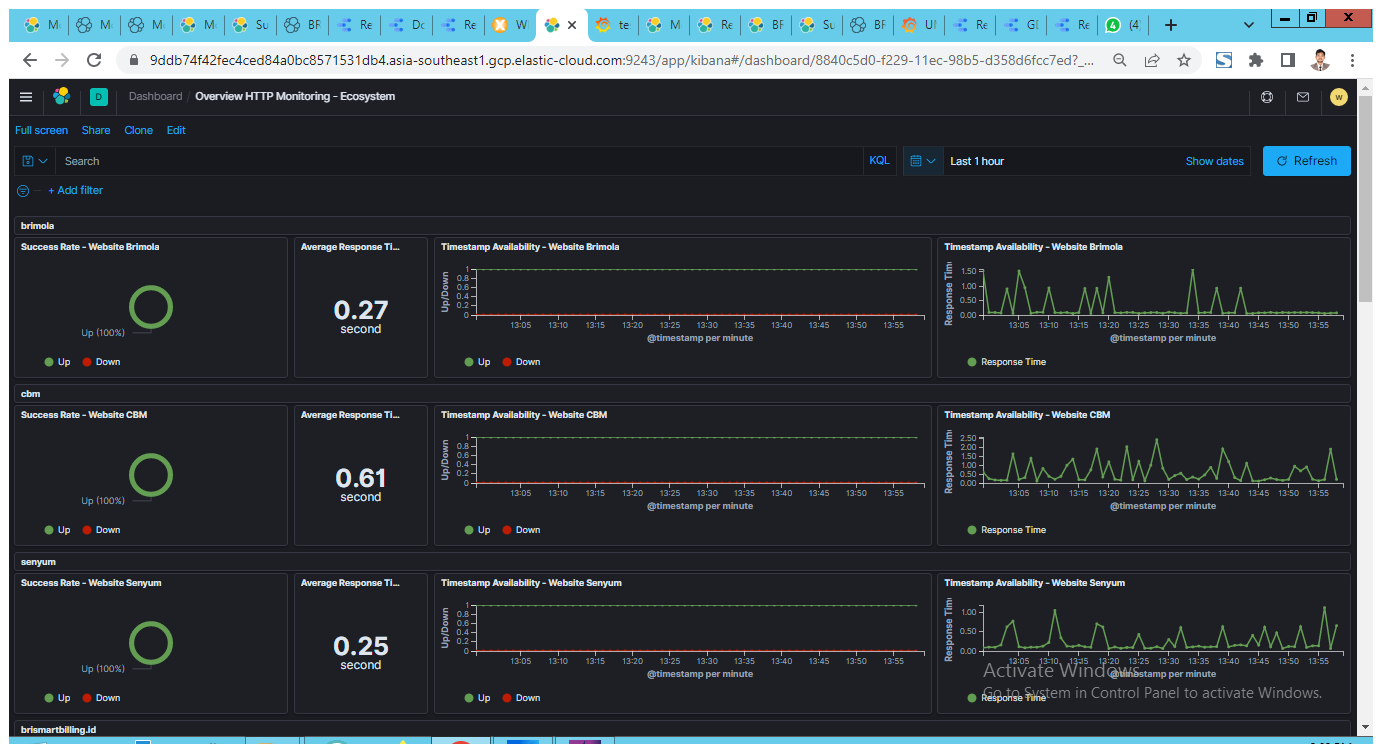 Mo
Mo
Mo
Mo
Su
BF
Re
Do
Re
W
te
M
Re
BF
Su
BF
UI
Re
GI
Re
(4
9ddb74f42fec4ced84a0bc8571531db4.asia-southeast1.gcp.elastic-cloud.com:9243/app/kibana#/dashboard/8840c5d0-f229-11ec-98b5-d358d6fcc7ed?_...
D Dashboard / Overview HTTP Monitoring - Ecosystem W
Full screen Share Clone Edit
Search KQL Last 1 hour Show dates Refresh
+ Add filter
brimola
Success Rate - Website Brimola
Up (100%)
Up Down
Average Response Ti...
0.27
second
Timestamp Availability - Website Brimola
Up/Down
1
0.8
0.6
0.4
0.2
0
13:05 13:10 13:15 13:20 13:25 13:30 13:35 13:40 13:45 13:50 13:55
@timestamp per minute
Up Down
Timestamp Availability - Website Brimola
Response Time
1.50
1.00
0.50
0.00
13:05 13:10 13:15 13:20 13:25 13:30 13:35 13:40 13:45 13:50 13:55
@timestamp per minute
Response Time
cbm
Success Rate - Website CBM
Up (100%)
Up Down
Average Response Ti...
0.61
second
Timestamp Availability - Website CBM
Up/Down
1
0.8
0.6
0.4
0.2
0
13:05 13:10 13:15 13:20 13:25 13:30 13:35 13:40 13:45 13:50 13:55
@timestamp per minute
Up Down
Timestamp Availability - Website CBM
Response Time
2.50
2.00
1.50
1.00
0.50
0.00
13:05 13:10 13:15 13:20 13:25 13:30 13:35 13:40 13:45 13:50 13:55
@timestamp per minute
Response Time
senyum
Success Rate - Website Senyum
Up (100%)
Up Down
Average Response Ti...
0.25
second
Timestamp Availability - Website Senyum
Up/Down
1
0.8
0.6
0.4
0.2
0
13:05 13:10 13:15 13:20 13:25 13:30 13:35 13:40 13:45 13:50 13:55
@timestamp per minute
Up Down
Timestamp Availability - Website Senyum
Response Time
1.00
0.50
0.00
13:05 13:10 13:15 13:20 13:25 13:30 13:35 13:40 13:45 13:50 13:55
@timestamp per minute
Response Time
Activate Windows
Go to System in Control Panel to activate Windows.
brismartbilling.id